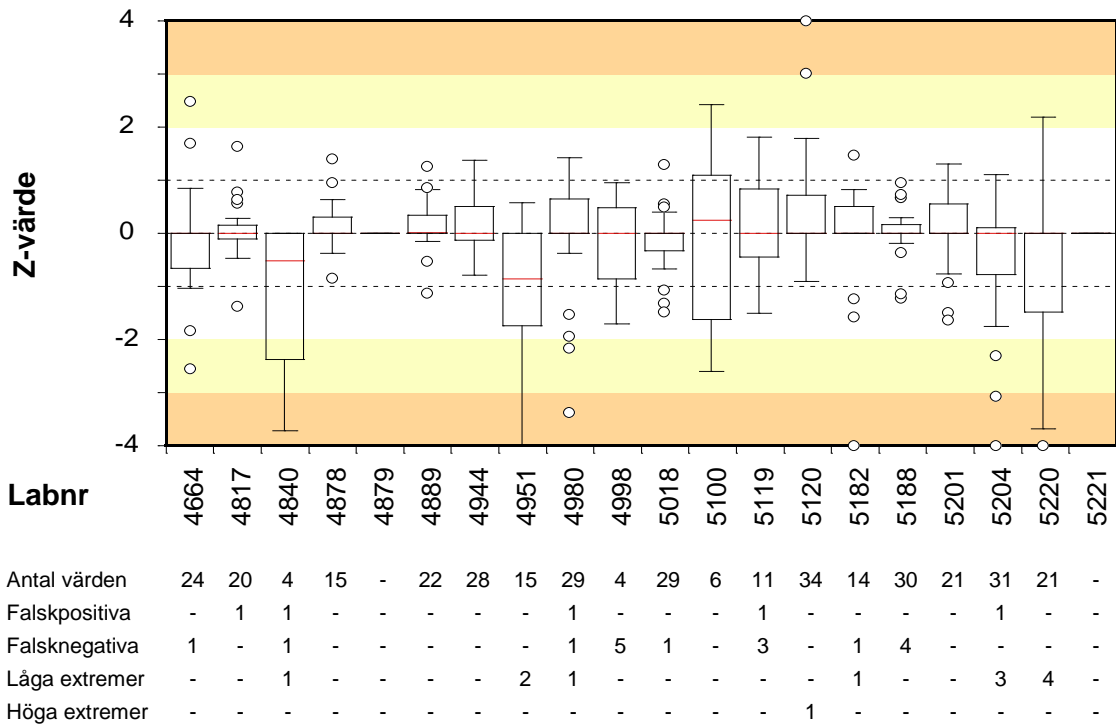 4
2
0
-2
-4
Z-värde
Labnr 4664 4817 4840 4878 4879 4889 4944 4951 4980 4998 5018 5100 5119 5120 5182 5188 5201 5204 5220 5221
Antal värden 24 20 4 15 - 22 28 15 29 4 29 6 11 34 14 30 21 31 21 -
Falskpositiva - 1 1 - - - - - 1 - - - 1 - - - - 1 - -
Falsknegativa 1 - 1 - - - - - 1 5 1 - 3 - 1 4 - - - -
Låga extremer - - 1 - - - - 2 1 - - - - - 1 - - 3 4 -
Höga extremer - - - - - - - - - - - - - 1 - - - - - -